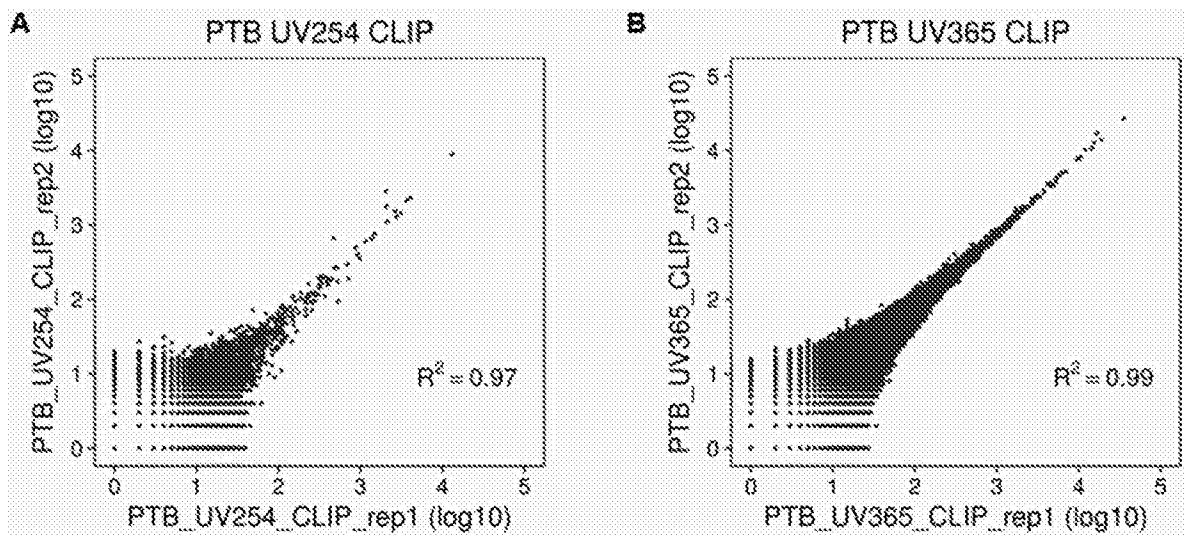 A
PTB UV254 CLIP
PTB_UV254_CLIP_rep2 (log10)
5
4
3
2
1
0
R² = 0.97
0 1 2 3 4 5
PTB_UV254_CLIP_rep1 (log10)
B
PTB UV365 CLIP
PTB_UV365_CLIP_rep2 (log10)
5
4
3
2
1
0
R² = 0.99
0 1 2 3 4 5
PTB_UV365_CLIP_rep1 (log10)